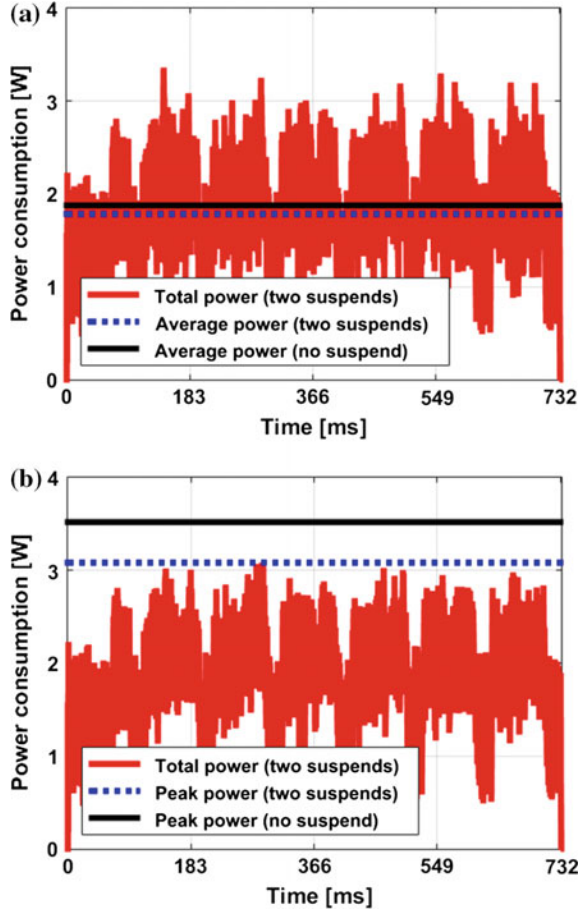 (a)
4
3
2
1
0
Power consumption [W]
Total power (two suspends)
Average power (two suspends)
Average power (no suspend)
0 183 366 549 732
Time [ms]
(b)
4
3
2
1
0
Power consumption [W]
Total power (two suspends)
Peak power (two suspends)
Peak power (no suspend)
0 183 366 549 732
Time [ms]